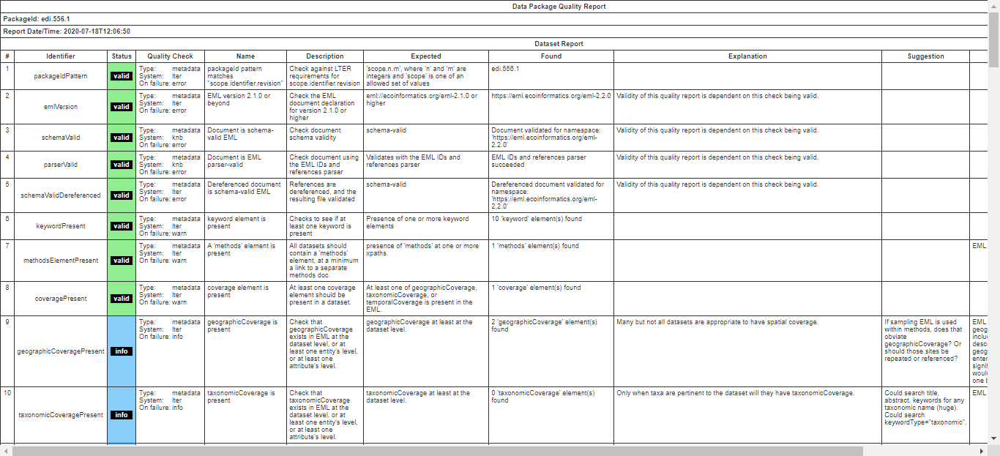 Data Package Quality Report
PackageId: edi.556.1
Report Date/Time: 2020-07-18T12:06:50
Dataset Report
# Identifier Status Quality Check Name Description Expected Found Explanation Suggestion
1
packageIdPattern
valid
Type: metadata
System: lter
On failure: error
packageId pattern
matches
"scope.identifier.revision"
Check against LTER
requirements for
scope.identifier.revision
'scope.n.m', where 'n' and 'm' are
integers and 'scope' is one of an
allowed set of values
edi.556.1
2
emlVersion
valid
Type: metadata
System: lter
On failure: error
EML version 2.1.0 or
beyond
Check the EML
document declaration
for version 2.1.0 or
higher
eml://ecoinformatics.org/eml-2.1.0 or
higher
https://eml.ecoinformatics.org/eml-2.2.0
Validity of this quality report is dependent on this check being valid.
3
schemaValid
valid
Type: metadata
System: knb
On failure: error
Document is schema-
valid EML
Check document
schema validity
schema-valid
Document validated for namespace:
'https://eml.ecoinformatics.org/eml-
2.2.0'
Validity of this quality report is dependent on this check being valid.
4
parserValid
valid
Type: metadata
System: knb
On failure: error
Document is EML
parser-valid
Check document using
the EML IDs and
references parser
Validates with the EML IDs and
references parser
EML IDs and references parser
succeeded
Validity of this quality report is dependent on this check being valid.
5
schemaValidDereferenced
valid
Type: metadata
System: lter
On failure: error
Dereferenced document
is schema-valid EML
References are
dereferenced, and the
resulting file validated
schema-valid
Dereferenced document validated for
namespace:
'https://eml.ecoinformatics.org/eml-
2.2.0'
Validity of this quality report is dependent on this check being valid.
6
keywordPresent
valid
Type: metadata
System: lter
On failure: warn
keyword element is
present
Checks to see if at
least one keyword is
present
Presence of one or more keyword
elements
10 'keyword' element(s) found
7
methodsElementPresent
valid
Type: metadata
System: lter
On failure: warn
A 'methods' element is
present
All datasets should
contain a 'methods'
element, at a minimum
a link to a separate
methods doc.
presence of 'methods' at one or more
xpaths.
1 'methods' element(s) found
EML
8
coveragePresent
valid
Type: metadata
System: lter
On failure: warn
coverage element is
present
At least one coverage
element should be
present in a dataset.
At least one of geographicCoverage,
taxonomicCoverage, or
temporalCoverage is present in the
EML.
1 'coverage' element(s) found
9
geographicCoveragePresent
info
Type: metadata
System: lter
On failure: info
geographicCoverage is
present
Check that
geographicCoverage
exists in EML at the
dataset level, or at
least one entity's level,
or at least one
attribute's level.
geographicCoverage at least at the
dataset level.
2 'geographicCoverage' element(s)
found
Many but not all datasets are appropriate to have spatial coverage.
If sampling EML is used
within methods, does that
obviate
geographicCoverage? Or
should those sites be
repeated or referenced?
EML
geog
inclu
desc
geog
enter
signif
would
one b
10
taxonomicCoveragePresent
info
Type: metadata
System: lter
On failure: info
taxonomicCoverage is
present
Check that
taxonomicCoverage
exists in EML at the
dataset level, or at
least one entity's level,
or at least one
attribute's level.
taxonomicCoverage at least at the
dataset level.
0 'taxonomicCoverage' element(s)
found
Only when taxa are pertinent to the dataset will they have taxonomicCoverage.
Could search title,
abstract, keywords for any
taxonomic name (huge).
Could search
keywordType="taxonomic".
EML